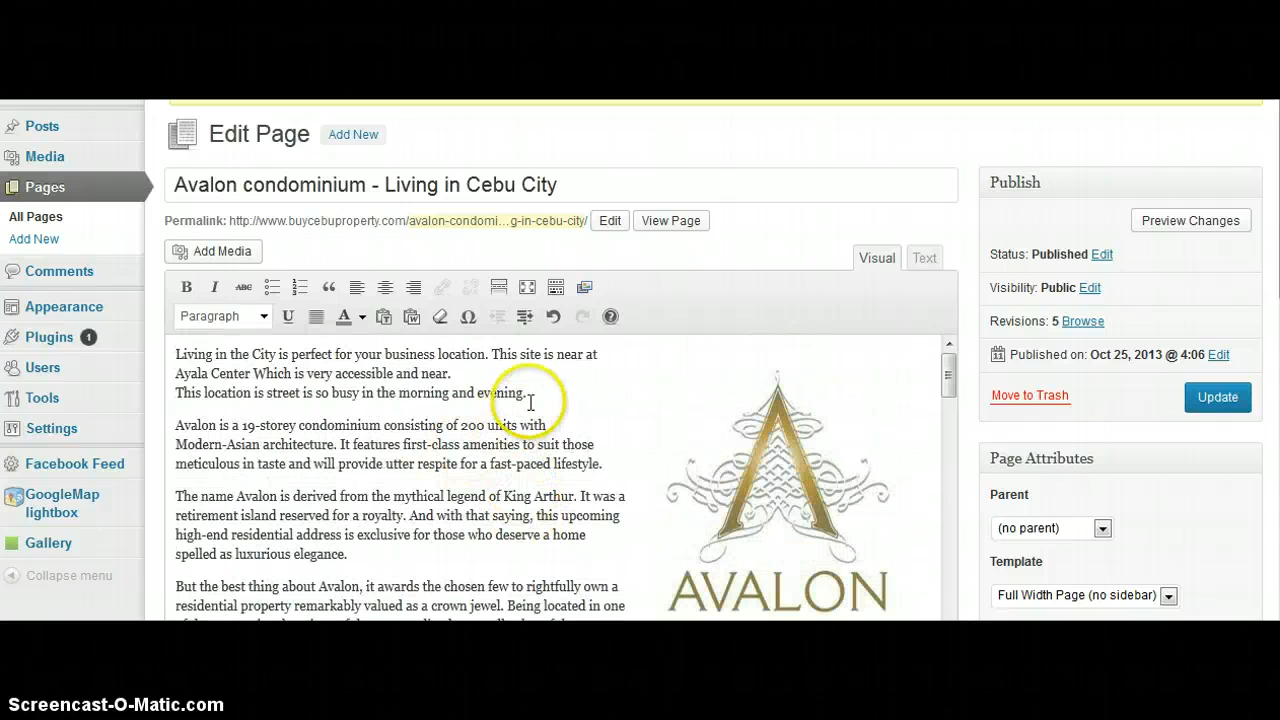 Posts
Media
Pages
All Pages
Add New
Comments
Appearance
Plugins 1
Users
Tools
Settings
Facebook Feed
GoogleMap
lightbox
Gallery
Collapse menu
Edit Page Add New
Avalon condominium - Living in Cebu City
Permalink: http://www.buycebuproperty.com/avalon-condomi…g-in-cebu-city/ Edit View Page
Add Media
Visual Text
B I ABC
Paragraph U A
Living in the City is perfect for your business location. This site is near at
Ayala Center Which is very accessible and near.
This location is street is so busy in the morning and evening.
Avalon is a 19-storey condominium consisting of 200 units with
Modern-Asian architecture. It features first-class amenities to suit those
meticulous in taste and will provide utter respite for a fast-paced lifestyle.
The name Avalon is derived from the mythical legend of King Arthur. It was a
retirement island reserved for a royalty. And with that saying, this upcoming
high-end residential address is exclusive for those who deserve a home
spelled as luxurious elegance.
But the best thing about Avalon, it awards the chosen few to rightfully own a
residential property remarkably valued as a crown jewel. Being located in one
A
AVALON
Publish
Preview Changes
Status: Published Edit
Visibility: Public Edit
Revisions: 5 Browse
Published on: Oct 25, 2013 @ 4:06 Edit
Move to Trash Update
Page Attributes
Parent
(no parent)
Template
Full Width Page (no sidebar)
Screencast-O-Matic.com